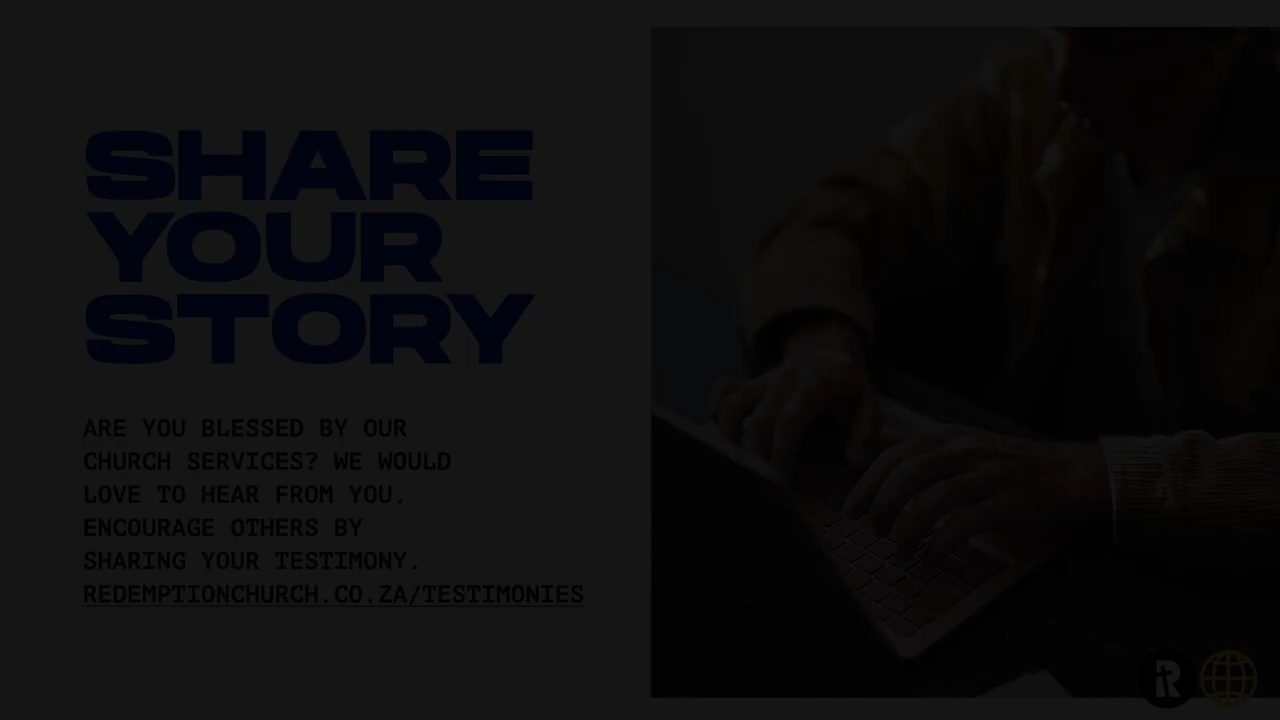 SHARE
YOUR
STORY
ARE YOU BLESSED BY OUR
CHURCH SERVICES? WE WOULD
LOVE TO HEAR FROM YOU.
ENCOURAGE OTHERS BY
SHARING YOUR TESTIMONY.
REDEMPTIONCHURCH.CO.ZA/TESTIMONIES
R